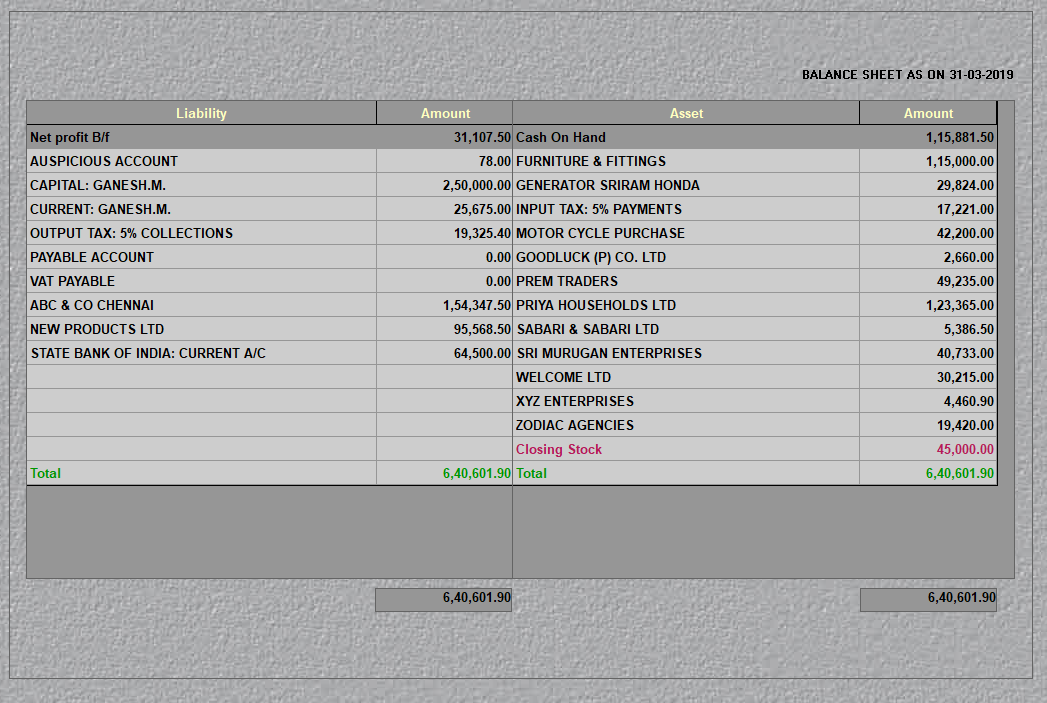 BALANCE SHEET AS ON 31-03-2019
Liability Amount Asset Amount
Net profit B/f 31,107.50 Cash On Hand 1,15,881.50
AUSPICIOUS ACCOUNT 78.00 FURNITURE & FITTINGS 1,15,000.00
CAPITAL: GANESH.M. 2,50,000.00 GENERATOR SRIRAM HONDA 29,824.00
CURRENT: GANESH.M. 25,675.00 INPUT TAX: 5% PAYMENTS 17,221.00
OUTPUT TAX: 5% COLLECTIONS 19,325.40 MOTOR CYCLE PURCHASE 42,200.00
PAYABLE ACCOUNT 0.00 GOODLUCK (P) CO. LTD 2,660.00
VAT PAYABLE 0.00 PREM TRADERS 49,235.00
ABC & CO CHENNAI 1,54,347.50 PRIYA HOUSEHOLDS LTD 1,23,365.00
NEW PRODUCTS LTD 95,568.50 SABARI & SABARI LTD 5,386.50
STATE BANK OF INDIA: CURRENT A/C 64,500.00 SRI MURUGAN ENTERPRISES 40,733.00
WELCOME LTD 30,215.00
XYZ ENTERPRISES 4,460.90
ZODIAC AGENCIES 19,420.00
Closing Stock 45,000.00
Total 6,40,601.90 Total 6,40,601.90
6,40,601.90 6,40,601.90